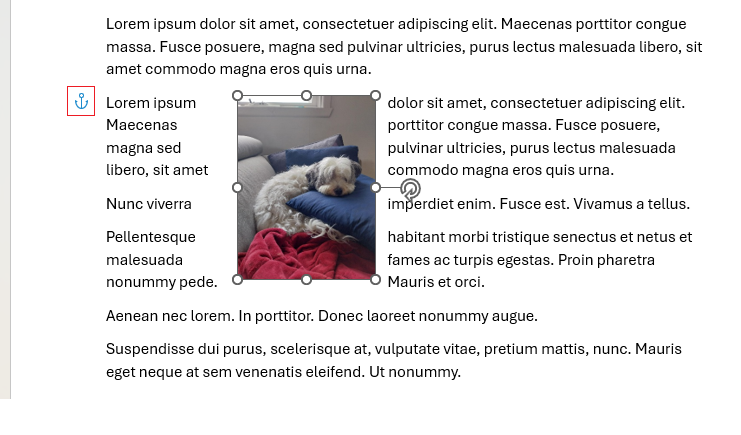 Lorem ipsum dolor sit amet, consectetuer adipiscing elit. Maecenas porttitor congue
massa. Fusce posuere, magna sed pulvinar ultricies, purus lectus malesuada libero, sit
amet commodo magna eros quis urna.
Lorem ipsum dolor sit amet, consectetuer adipiscing elit.
Maecenas porttitor congue massa. Fusce posuere,
magna sed pulvinar ultricies, purus lectus malesuada
libero, sit amet commodo magna eros quis urna.
Nunc viverra imperdiet enim. Fusce est. Vivamus a tellus.
Pellentesque habitant morbi tristique senectus et netus et
malesuada fames ac turpis egestas. Proin pharetra
nonummy pede. Mauris et orci.
Aenean nec lorem. In porttitor. Donec laoreet nonummy augue.
Suspendisse dui purus, scelerisque at, vulputate vitae, pretium mattis, nunc. Mauris
eget neque at sem venenatis eleifend. Ut nonummy.